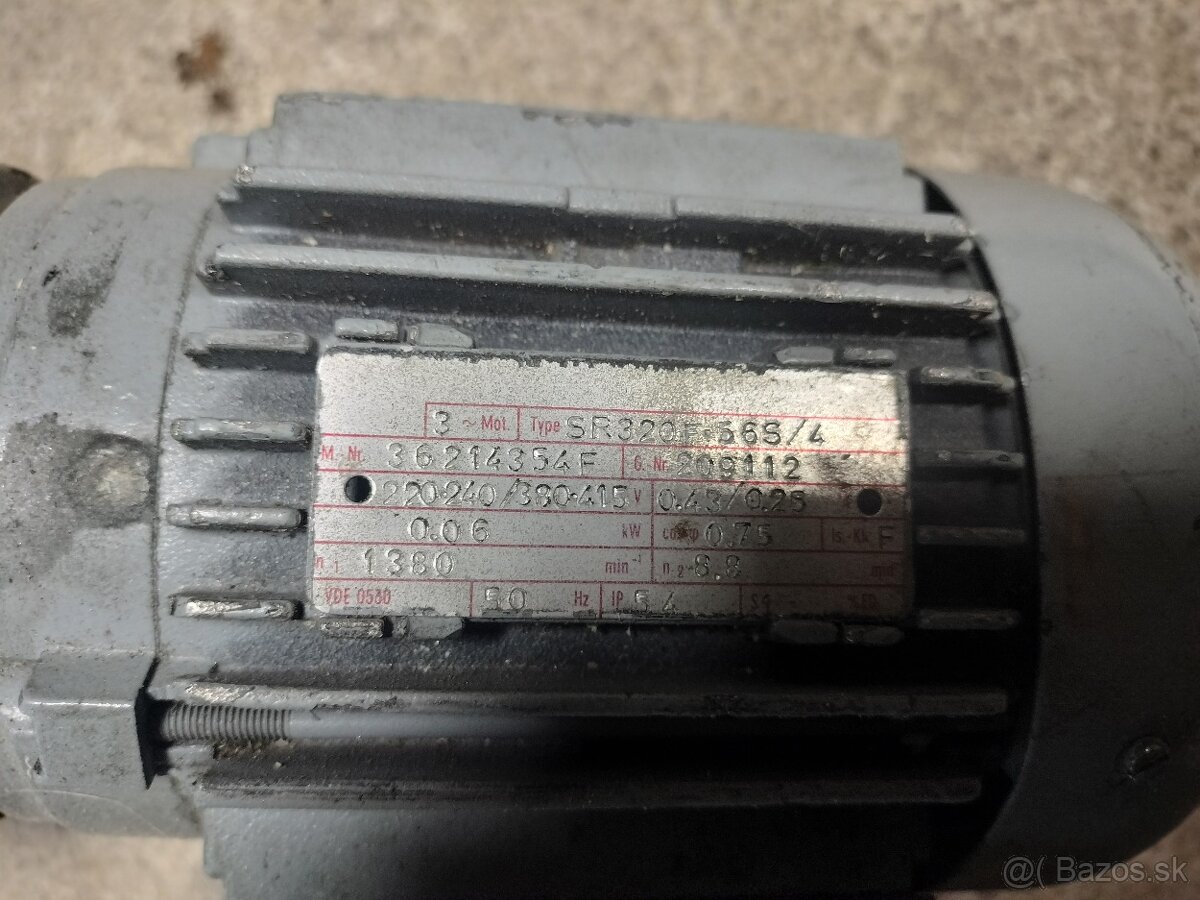 3 ~ Mot. Type SR320F-56S/4
M.-Nr. 36214354F G. Nr. 209112
220-240/380-415 V 0.43/0.25
0.06 kW cos φ 0.75 Is.-Kl. F
n1 1380 min⁻¹ n2 8.8
VDE 0530 50 Hz IP 54 %ED
@( Bazos.sk